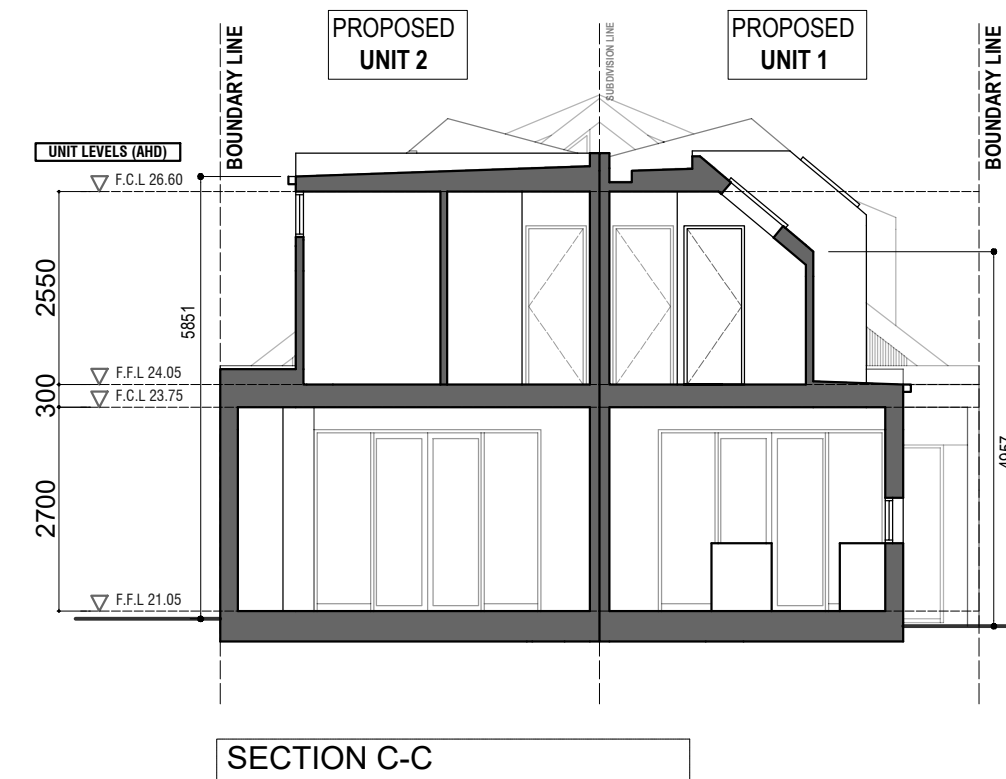 PROPOSED
UNIT 2
PROPOSED
UNIT 1
BOUNDARY LINE
SUBDIVISION LINE
BOUNDARY LINE
UNIT LEVELS (AHD)
F.C.L 26.60
2550
5851
F.F.L 24.05
300
F.C.L 23.75
4957
2700
F.F.L 21.05
SECTION C-C